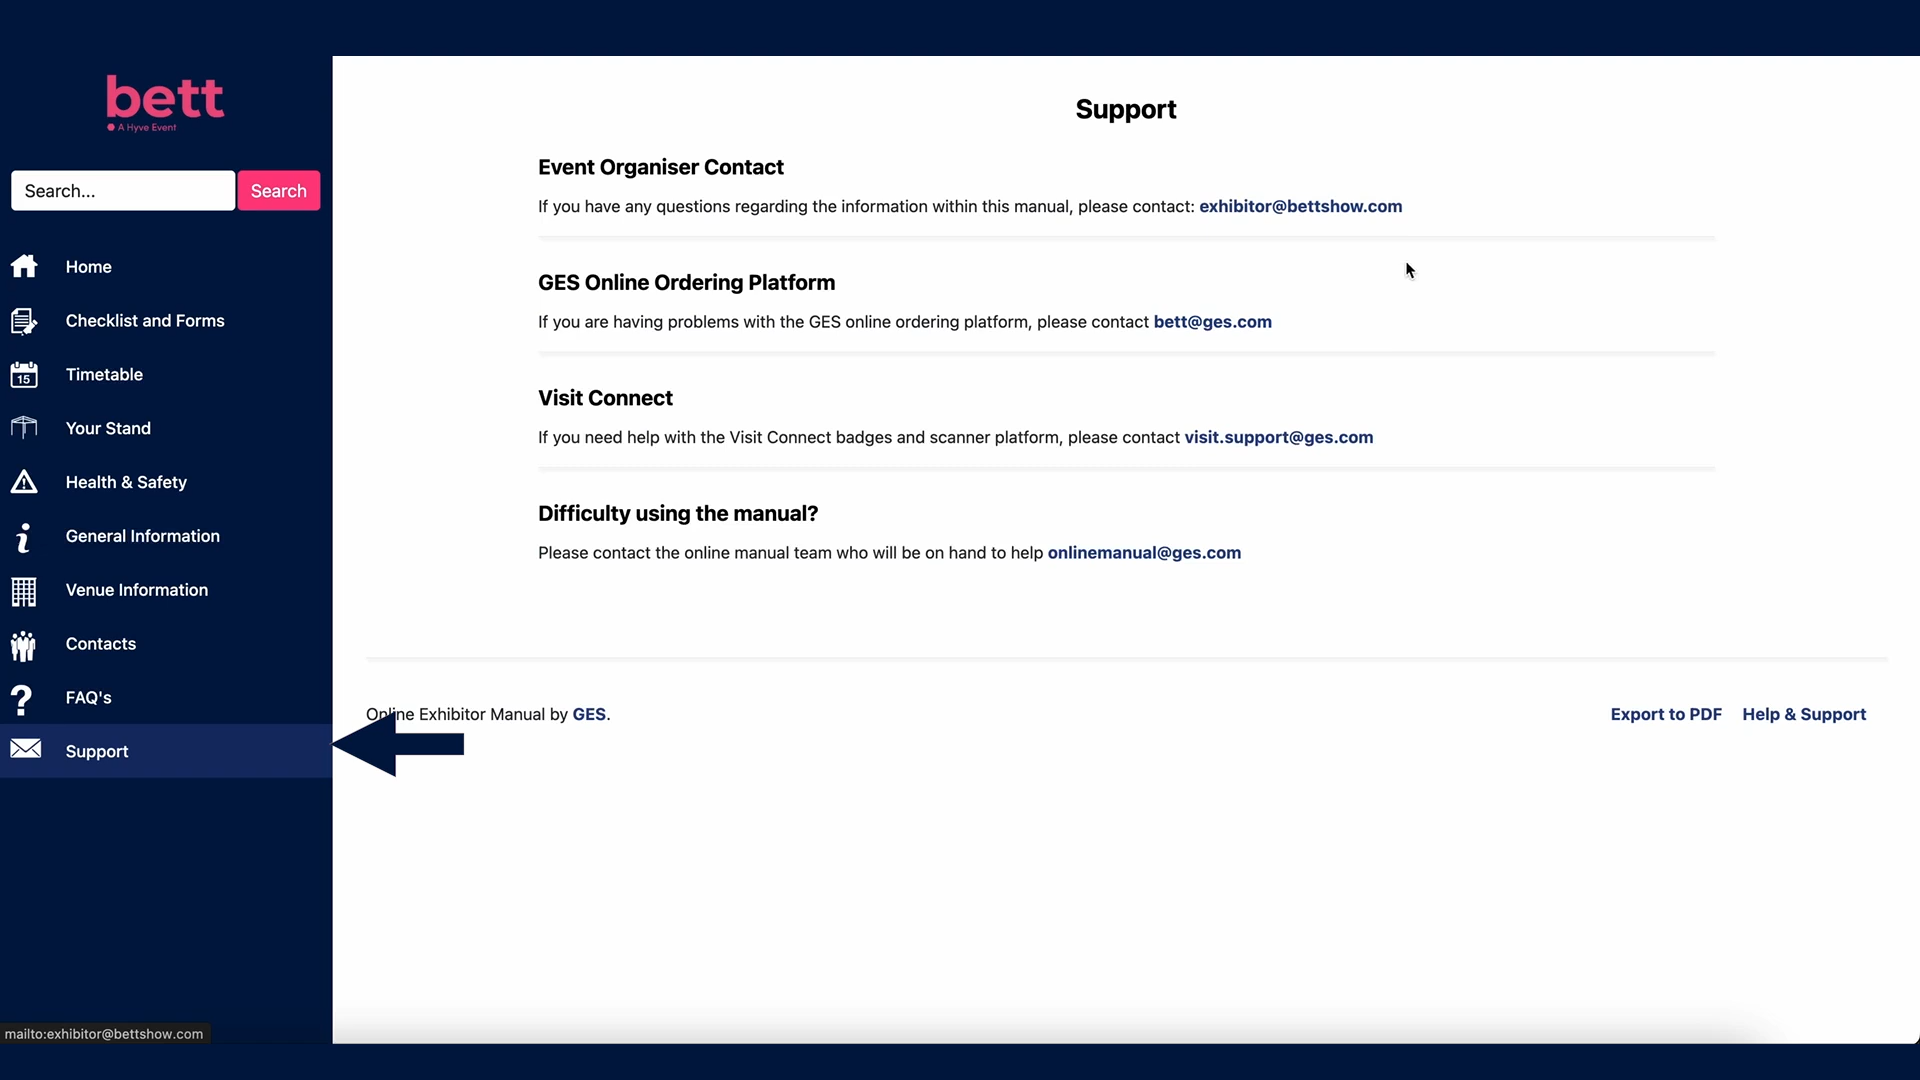 bett
A Hyve Event
Search...
Search
Home
Checklist and Forms
15
Timetable
Your Stand
Health & Safety
General Information
Venue Information
Contacts
FAQ's
Support
mailto:exhibitor@bettshow.com
Support
Event Organiser Contact
If you have any questions regarding the information within this manual, please contact: exhibitor@bettshow.com
GES Online Ordering Platform
If you are having problems with the GES online ordering platform, please contact bett@ges.com
Visit Connect
If you need help with the Visit Connect badges and scanner platform, please contact visit.support@ges.com
Difficulty using the manual?
Please contact the online manual team who will be on hand to help onlinemanual@ges.com
Online Exhibitor Manual by GES.
Export to PDF
Help & Support